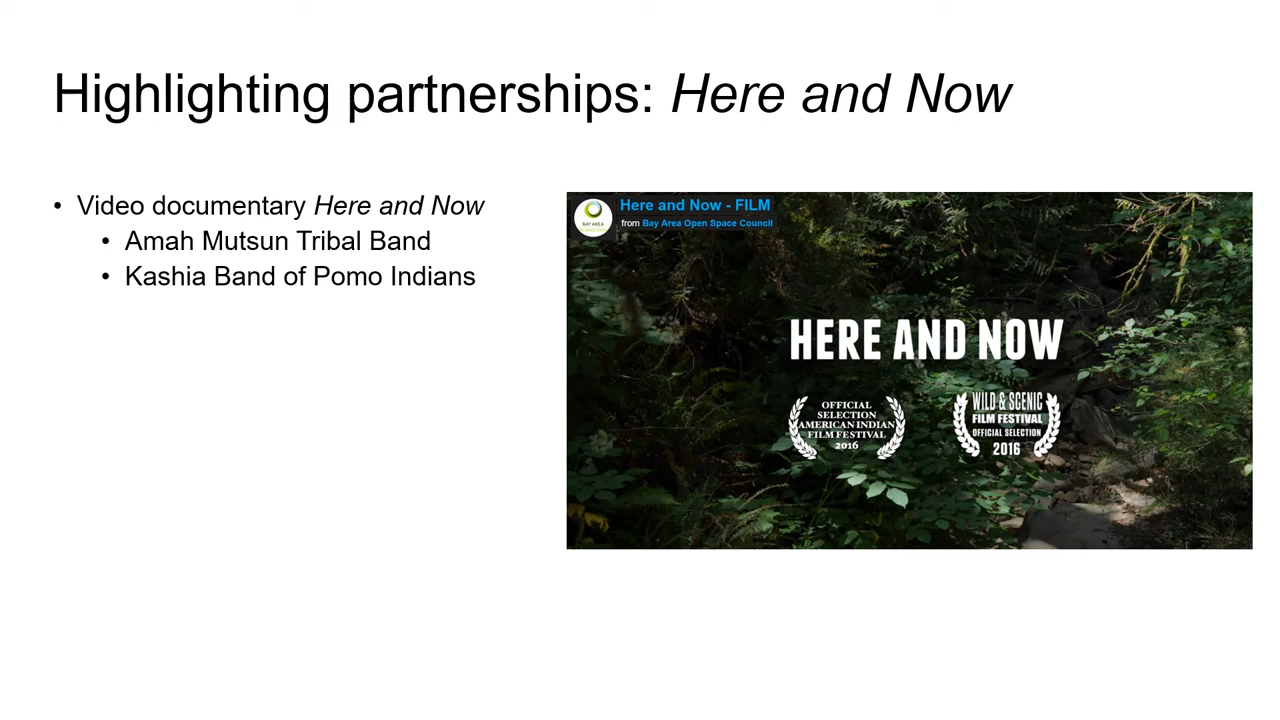 Highlighting partnerships: Here and Now
• Video documentary Here and Now
• Amah Mutsun Tribal Band
• Kashia Band of Pomo Indians
Here and Now - FILM
from Bay Area Open Space Council
BAY AREA
HERE AND NOW
OFFICIAL
SELECTION
AMERICAN INDIAN
FILM FESTIVAL
2016
WILD & SCENIC
FILM FESTIVAL
OFFICIAL SELECTION
2016